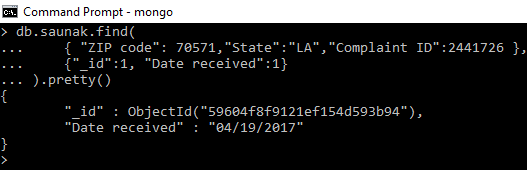 Command Prompt - mongo
> db.saunak.find(
...     { "ZIP code": 70571,"State":"LA","Complaint ID":2441726 },
...     {"_id":1, "Date received":1}
... ).pretty()
{
        "_id" : ObjectId("59604f8f9121ef154d593b94"),
        "Date received" : "04/19/2017"
}
>